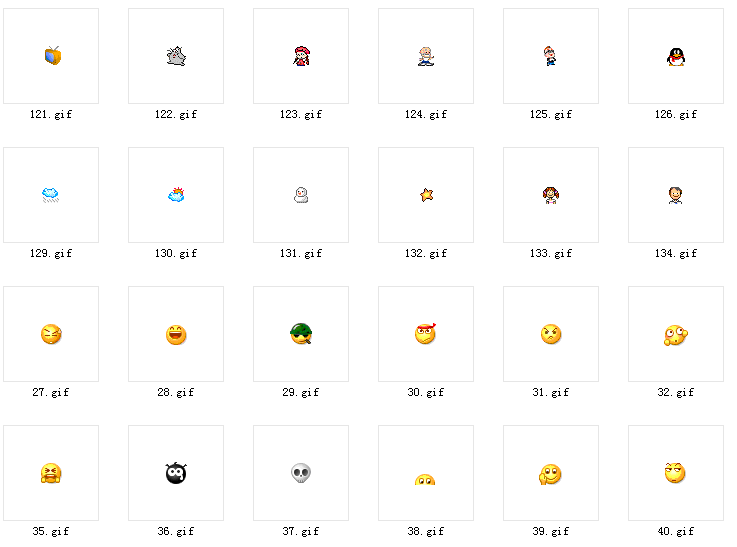 121.gif 122.gif 123.gif 124.gif 125.gif 126.gif
129.gif 130.gif 131.gif 132.gif 133.gif 134.gif
27.gif 28.gif 29.gif 30.gif 31.gif 32.gif
35.gif 36.gif 37.gif 38.gif 39.gif 40.gif